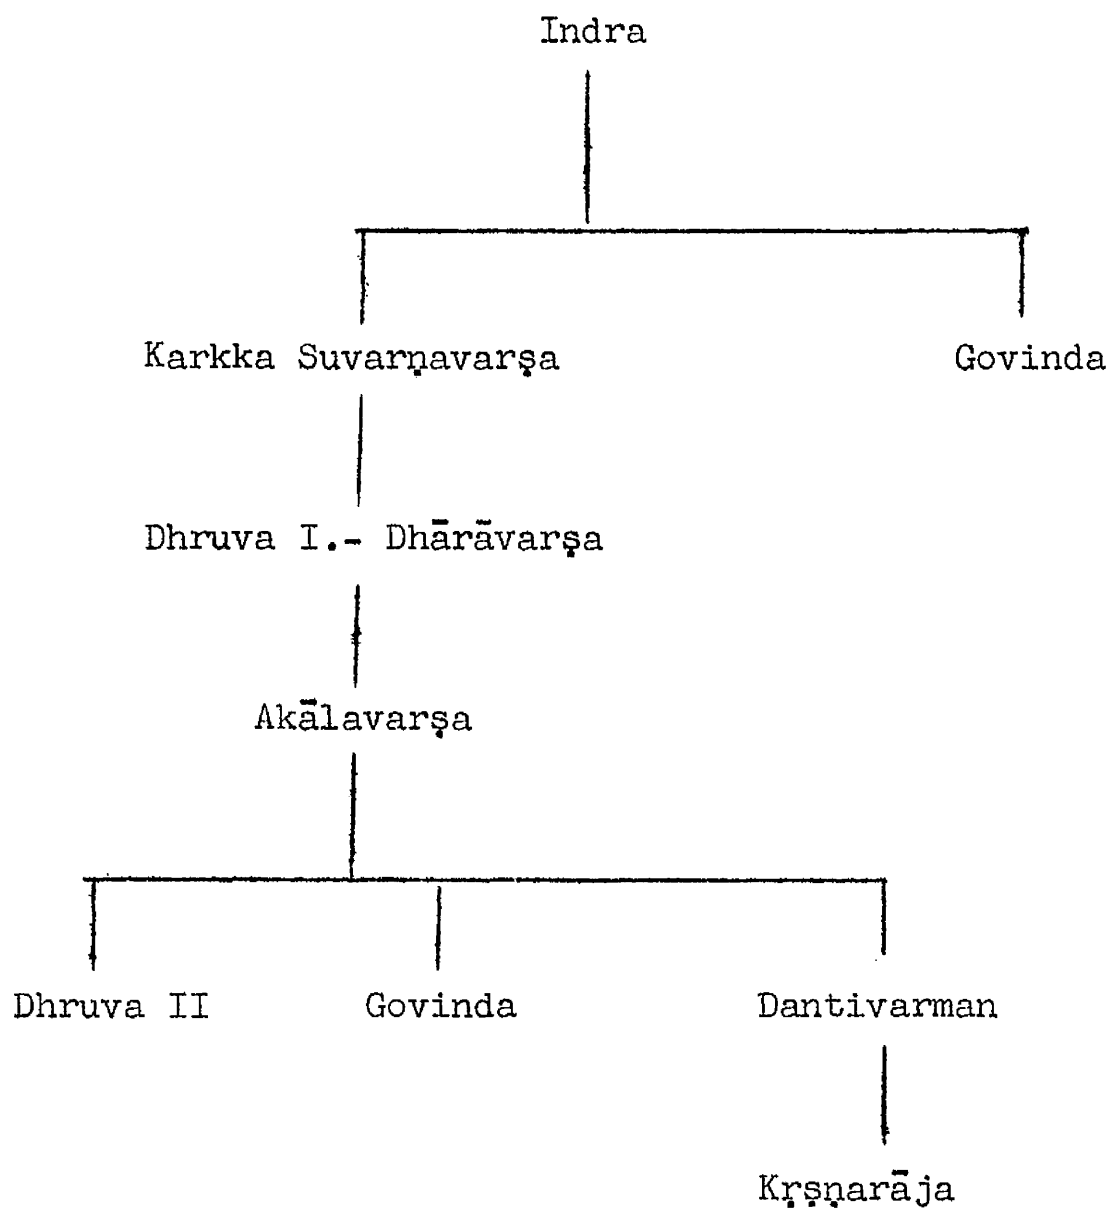 Indra
Karkka Suvarṇavarṣa Govinda
Dhruva I.- Dhārāvarṣa
Akālavarṣa
Dhruva II Govinda Dantivarman
Kṛṣṇarāja